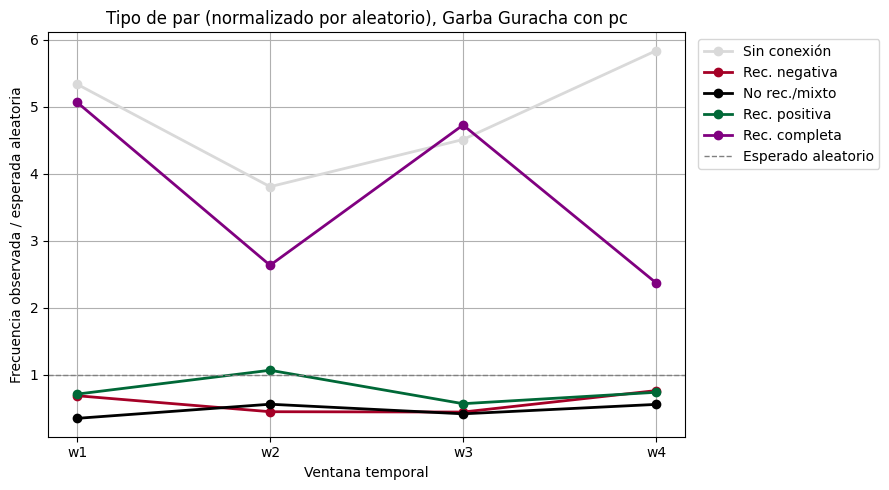 Tipo de par (normalizado por aleatorio), Garba Guracha con pc
Frecuencia observada / esperada aleatoria
6
5
4
3
2
1
w1
w2
w3
w4
Ventana temporal
Sin conexión
Rec. negativa
No rec./mixto
Rec. positiva
Rec. completa
Esperado aleatorio